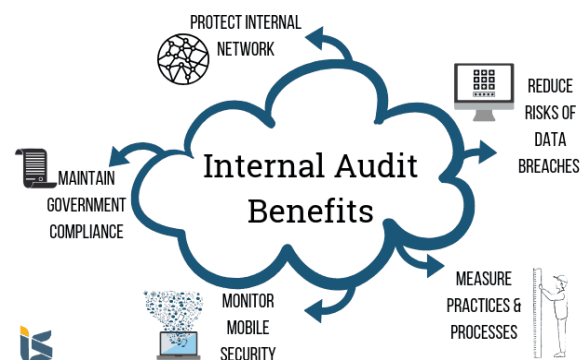 PROTECT INTERNAL
NETWORK
REDUCE
RISKS OF
DATA
BREACHES
Internal Audit
Benefits
MAINTAIN
GOVERNMENT
COMPLIANCE
MEASURE
PRACTICES &
PROCESSES
MONITOR
MOBILE
SECURITY
is